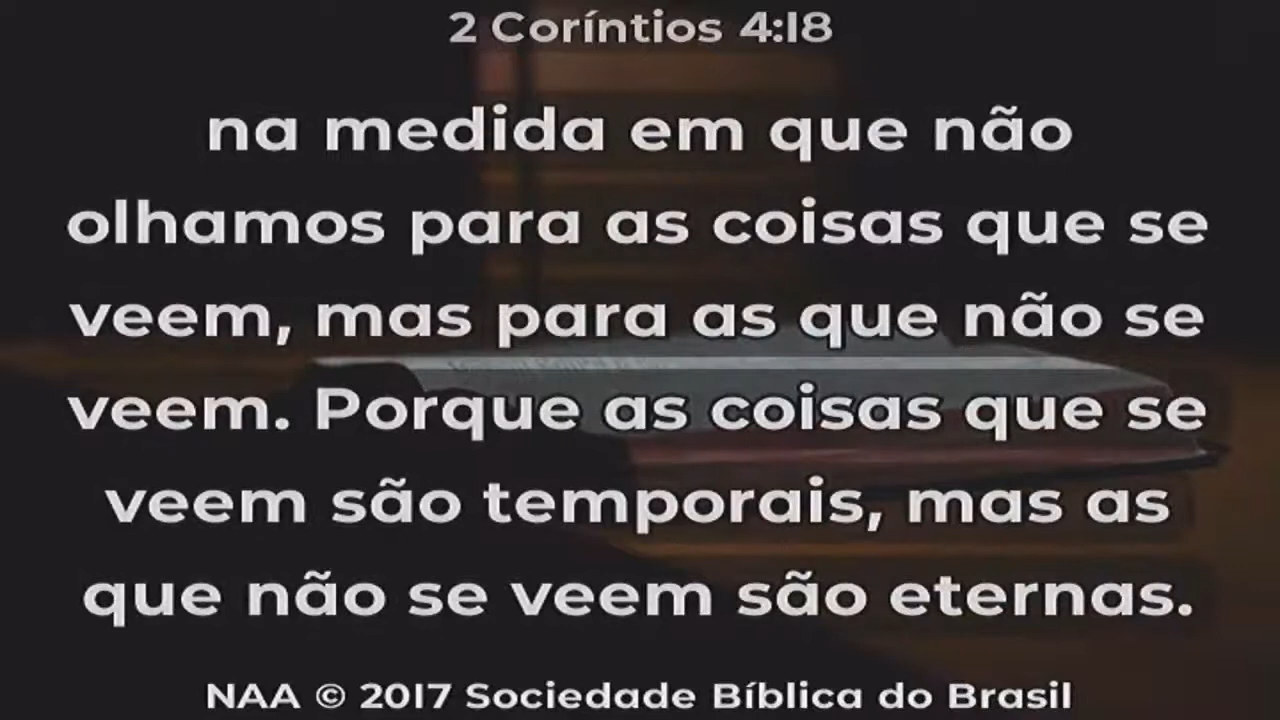 2 Coríntios 4:18
na medida em que não
olhamos para as coisas que se
veem, mas para as que não se
veem. Porque as coisas que se
veem são temporais, mas as
que não se veem são eternas.
NAA © 2017 Sociedade Bíblica do Brasil